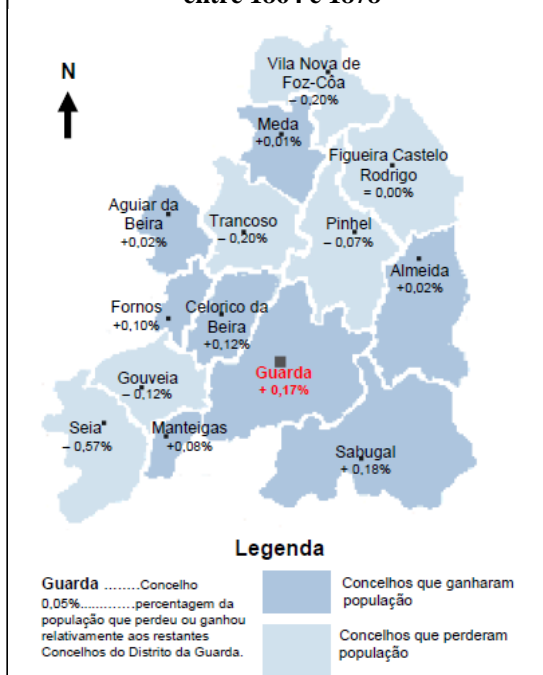 entre 1864 e 1878
N
Vila Nova de
Foz-Côa
– 0,20%
Meda
+0,01%
Figueira Castelo
Rodrigo
= 0,00%
Aguiar da
Beira
+0,02%
Trancoso
– 0,20%
Pinhel
– 0,07%
Almeida
+0,02%
Fornos
+0,10%
Celorico da
Beira
+0,12%
Guarda
+ 0,17%
Gouveia
– 0,12%
Seia
– 0,57%
Manteigas
+0,08%
Sabugal
+ 0,18%
Legenda
Guarda ........Concelho
0,05%.............percentagem da
população que perdeu ou ganhou
relativamente aos restantes
Concelhos do Distrito da Guarda.
Concelhos que ganharam
população
Concelhos que perderam
população